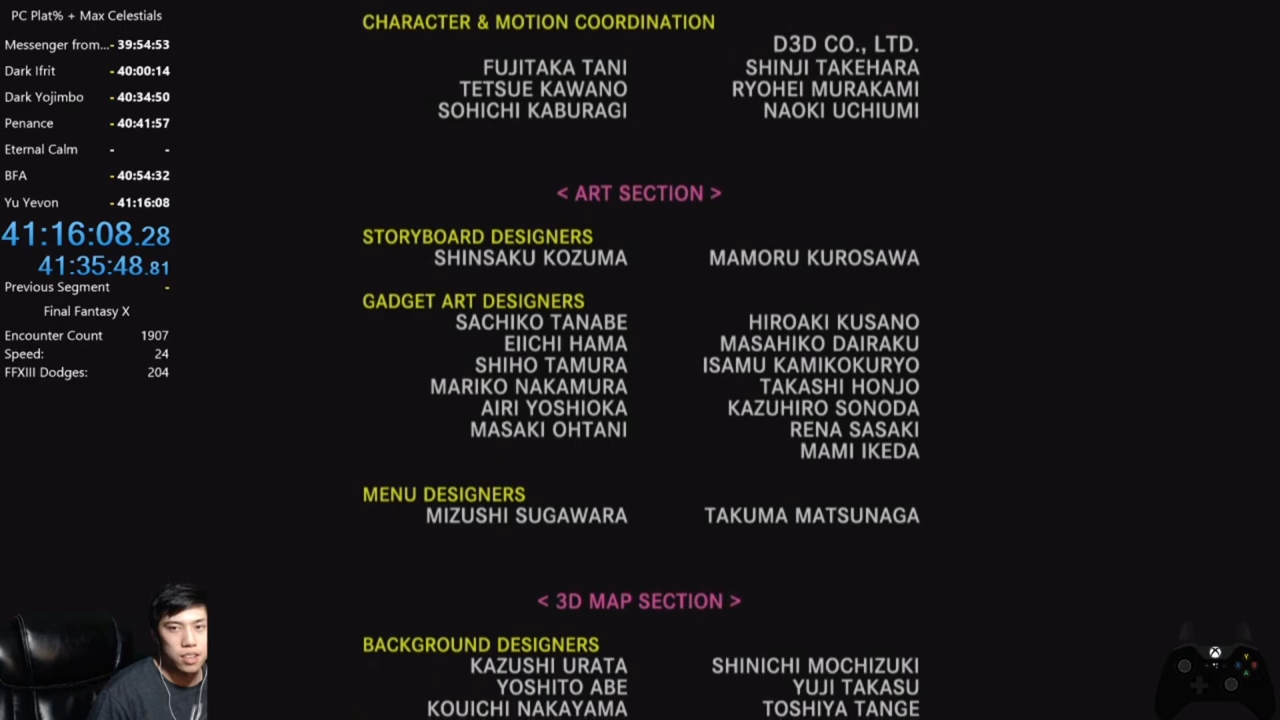 PC Plat% + Max Celestials
Messenger from... - 39:54:53
Dark Ifrit - 40:00:14
Dark Yojimbo - 40:34:50
Penance - 40:41:57
Eternal Calm - -
BFA - 40:54:32
Yu Yevon - 41:16:08
41:16:08.28
41:35:48.81
Previous Segment -
Final Fantasy X
Encounter Count 1907
Speed: 24
FFXIII Dodges: 204
CHARACTER & MOTION COORDINATION
D3D CO., LTD.
FUJITAKA TANI SHINJI TAKEHARA
TETSUE KAWANO RYOHEI MURAKAMI
SOHICHI KABURAGI NAOKI UCHIUMI
< ART SECTION >
STORYBOARD DESIGNERS
SHINSAKU KOZUMA MAMORU KUROSAWA
GADGET ART DESIGNERS
SACHIKO TANABE HIROAKI KUSANO
EIICHI HAMA MASAHIKO DAIRAKU
SHIHO TAMURA ISAMU KAMIKOKURYO
MARIKO NAKAMURA TAKASHI HONJO
AIRI YOSHIOKA KAZUHIRO SONODA
MASAKI OHTANI RENA SASAKI
MAMI IKEDA
MENU DESIGNERS
MIZUSHI SUGAWARA TAKUMA MATSUNAGA
< 3D MAP SECTION >
BACKGROUND DESIGNERS
KAZUSHI URATA SHINICHI MOCHIZUKI
YOSHITO ABE YUJI TAKASU
KOUICHI NAKAYAMA TOSHIYA TANGE